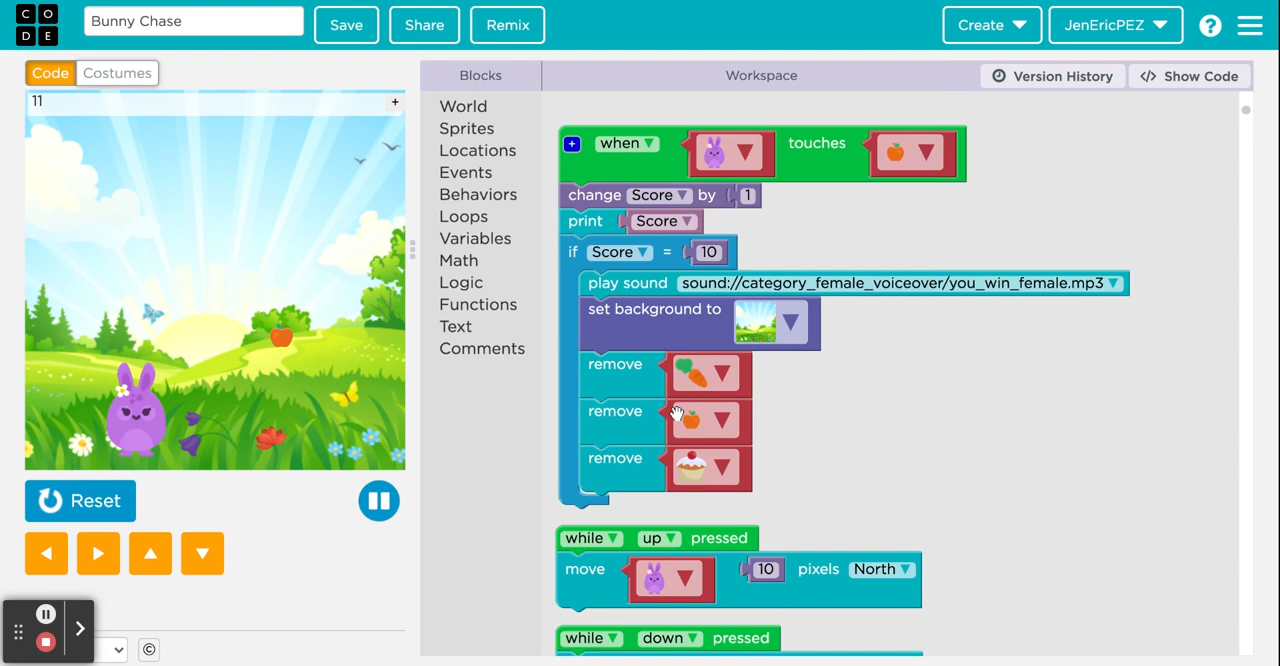 C O
D E
Bunny Chase
Save
Share
Remix
Create
JenEricPEZ
?
Code
Costumes
Blocks
Workspace
Version History
</> Show Code
11
+
World
Sprites
Locations
Events
Behaviors
Loops
Variables
Math
Logic
Functions
Text
Comments
+ when touches
change Score by 1
print Score
if Score = 10
play sound sound://category_female_voiceover/you_win_female.mp3
set background to
remove
remove
remove
while up pressed
move 10 pixels North
while down pressed
Reset
©